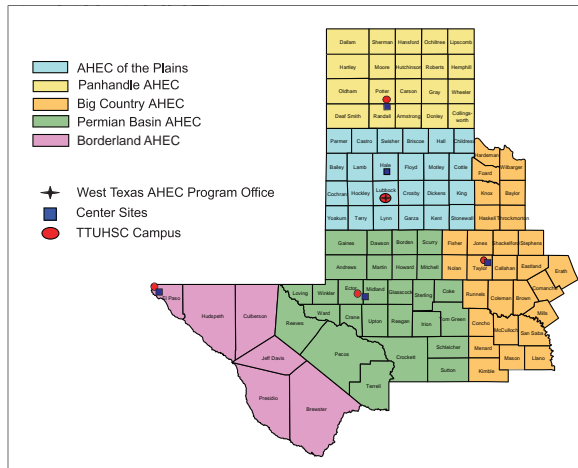 Dallam Sherman Hansford Ochiltree Lipscomb
Hartley Moore Hutchinson Roberts Hemphill
Oldham Potter Carson Gray Wheeler
Deaf Smith Randall Armstrong Donley Collings-
worth
AHEC of the Plains
Panhandle AHEC
Big Country AHEC
Permian Basin AHEC
Borderland AHEC
West Texas AHEC Program Office
Center Sites
TTUHSC Campus
Parmer Castro Swisher Briscoe Hall Childress
Hardeman
Foard Wilbarger
Bailey Lamb Hale Floyd Motley Cottle
Cochran Hockley Lubbock Crosby Dickens King Knox Baylor
Yoakum Terry Lynn Garza Kent Stonewall Haskell Throckmorton
Gaines Dawson Borden Scurry Fisher Jones Shackelford Stephens
Andrews Martin Howard Mitchell Nolan Taylor Callahan Eastland Erath
El Paso Hudspeth Culberson Loving Winkler Ector Midland Glasscock Sterling Coke Runnels Coleman Brown Comanche
Reeves Ward Crane Upton Reagan Irion Tom Green Concho McCulloch San Saba Mills
Jeff Davis Pecos Crockett Schleicher Menard Mason Llano
Presidio Brewster Terrell Sutton Kimble